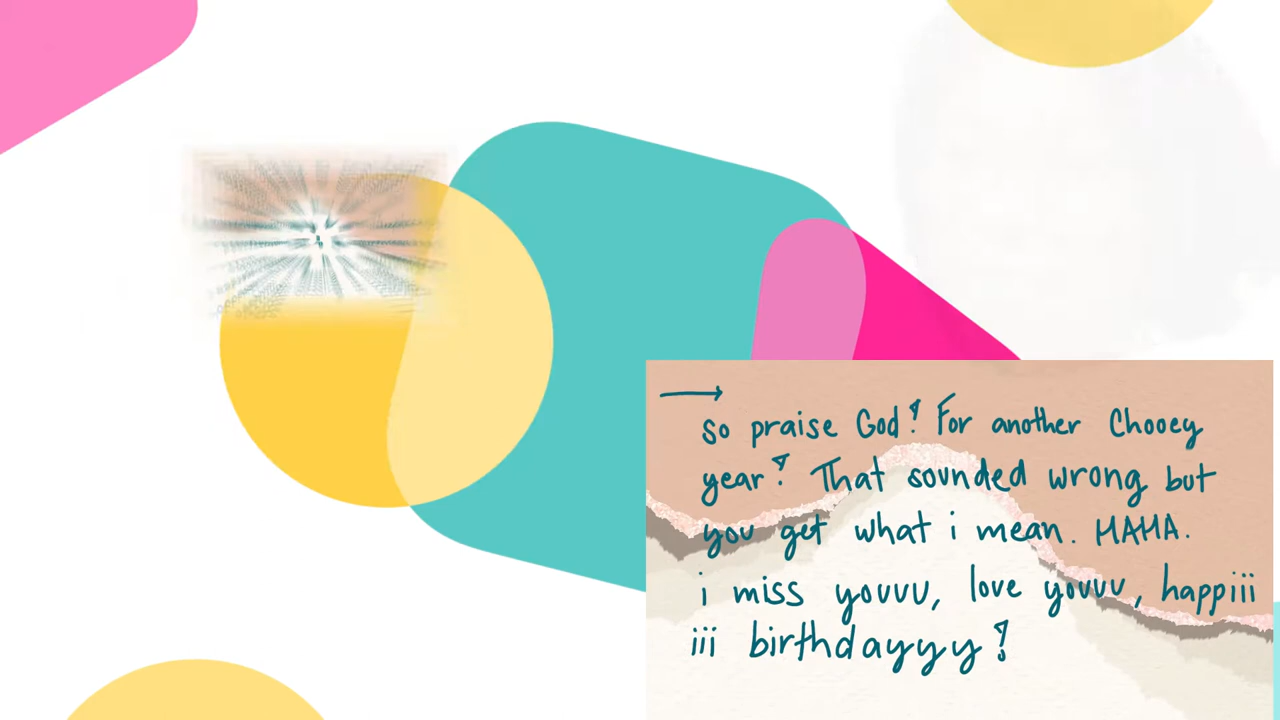 so praise God! For another Chooey
year! That sounded wrong but
you get what i mean. HAHA.
i miss youuu, love youuu, happiii
iii birthdayyy!